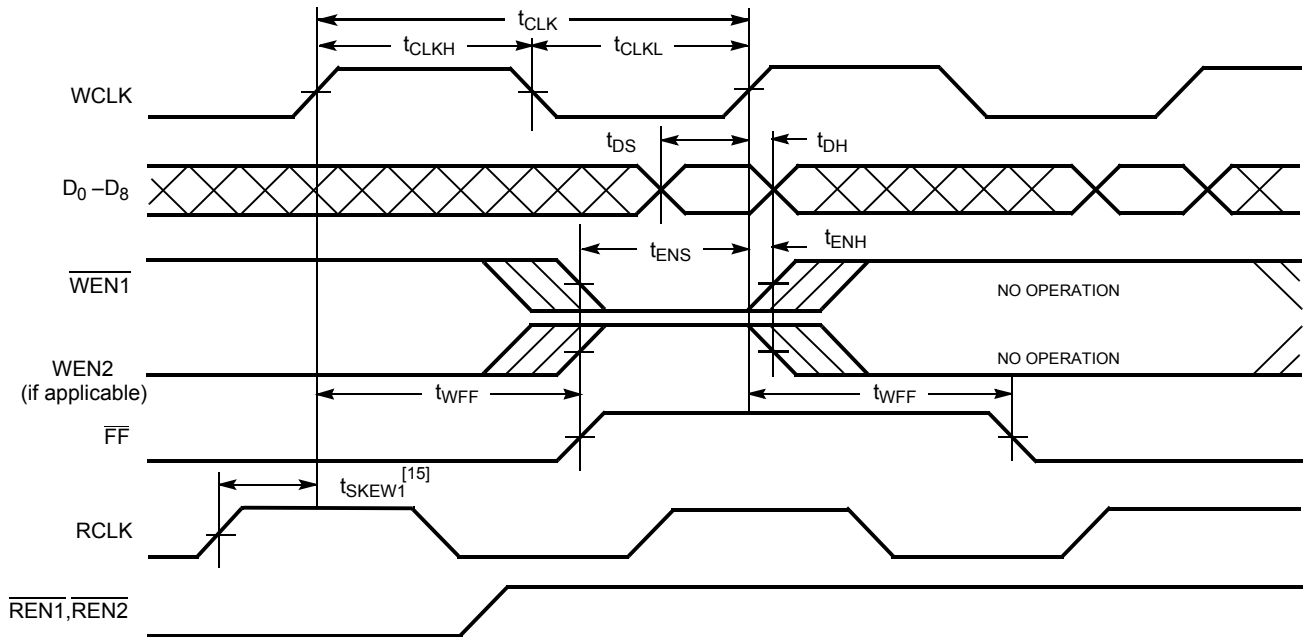 tCLK
tCLKH
tCLKL
WCLK
tDS
tDH
D0 –D8
tENS
tENH
WEN1
NO OPERATION
WEN2
(if applicable)
NO OPERATION
tWFF
tWFF
FF
tSKEW1[15]
RCLK
REN1,REN2